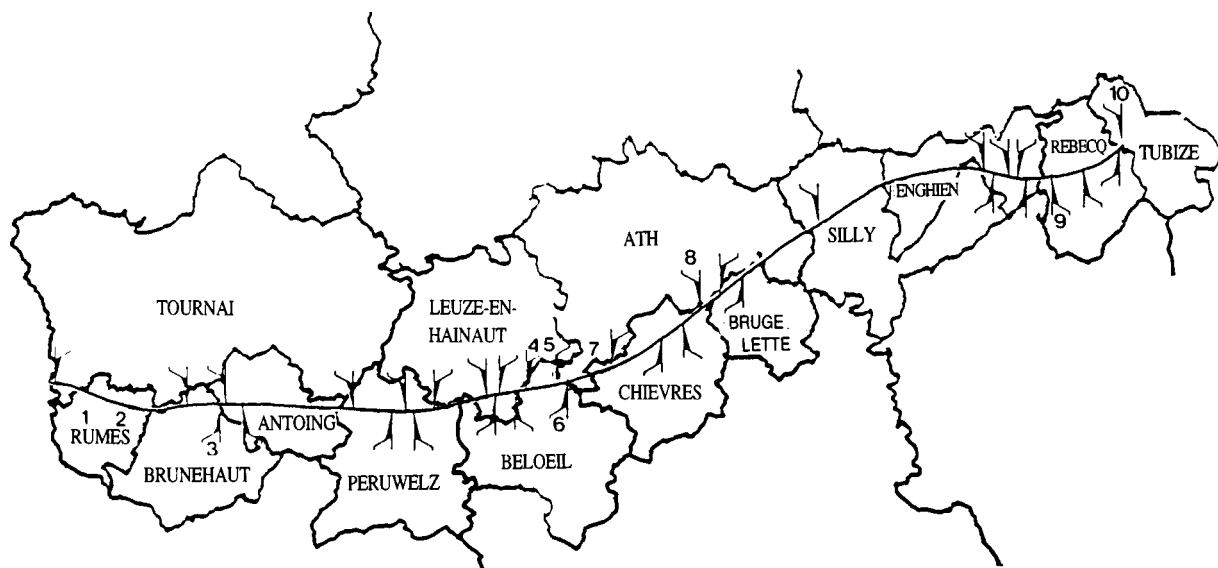 10
REBECQ
TUBIZE
ENGHIEN
9
SILLY
ATH
8
TOURNAI
LEUZE-EN-
HAINAUT
BRUGE
LETTE
4 5
7
CHIEVRES
1 2
RUMES
ANTOING
3
6
BRUNEHAUT
PERUWELZ
BELOEIL